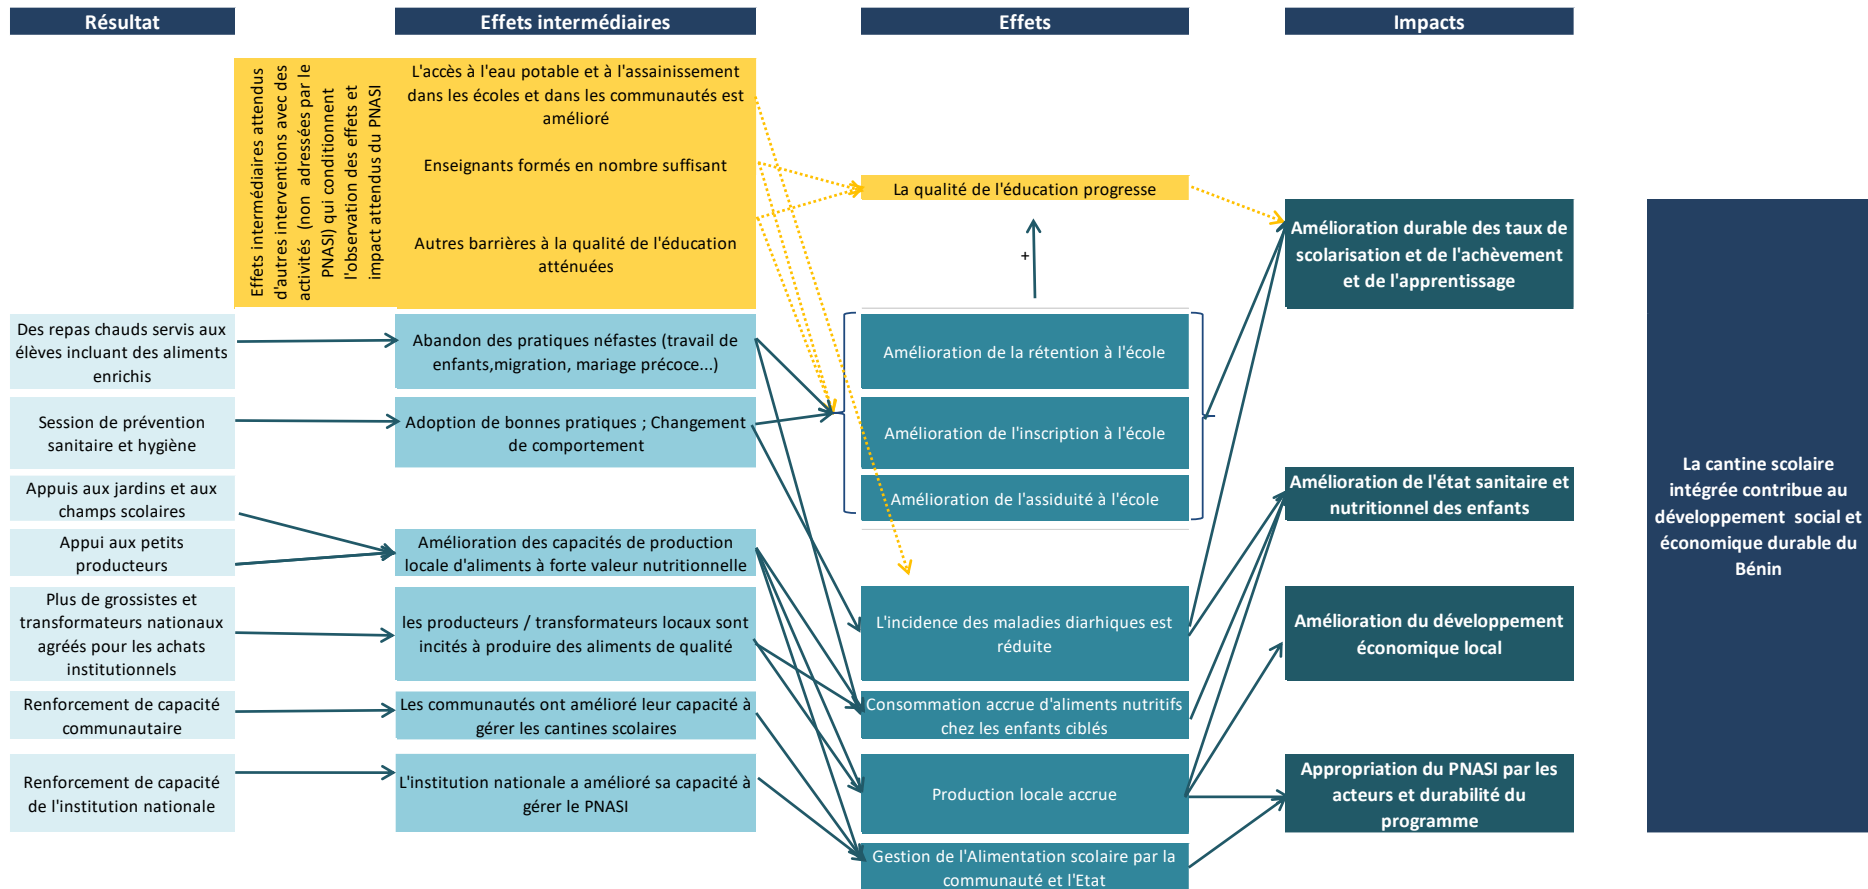 Résultat
Effets intermédiaires
Effets
Impacts
Effets intermédiaires attendus
d'autres interventions avec des
activités (non adressées par le
PNASI) qui conditionnent
l'observation des effets et
impact attendus du PNASI
L'accès à l'eau potable et à l'assainissement
dans les écoles et dans les communautés est
amélioré
Enseignants formés en nombre suffisant
Autres barrières à la qualité de l'éducation
atténuées
La qualité de l'éducation progresse
+
Amélioration durable des taux de
scolarisation et de l'achèvement
et de l'apprentissage
Des repas chauds servis aux
élèves incluant des aliments
enrichis
Abandon des pratiques néfastes (travail de
enfants,migration, mariage précoce...)
Amélioration de la rétention à l'école
Session de prévention
sanitaire et hygiène
Adoption de bonnes pratiques ; Changement
de comportement
Amélioration de l'inscription à l'école
Appuis aux jardins et aux
champs scolaires
Amélioration de l'assiduité à l'école
Amélioration de l'état sanitaire et
nutritionnel des enfants
Appui aux petits
producteurs
Amélioration des capacités de production
locale d'aliments à forte valeur nutritionnelle
Plus de grossistes et
transformateurs nationaux
agréés pour les achats
institutionnels
les producteurs / transformateurs locaux sont
incités à produire des aliments de qualité
L'incidence des maladies diarhiques est
réduite
Amélioration du développement
économique local
Renforcement de capacité
communautaire
Les communautés ont amélioré leur capacité à
gérer les cantines scolaires
Consommation accrue d'aliments nutritifs
chez les enfants ciblés
Renforcement de capacité
de l'institution nationale
L'institution nationale a amélioré sa capacité à
gérer le PNASI
Production locale accrue
Appropriation du PNASI par les
acteurs et durabilité du
programme
Gestion de l'Alimentation scolaire par la
communauté et l'Etat
La cantine scolaire
intégrée contribue au
développement social et
économique durable du
Bénin